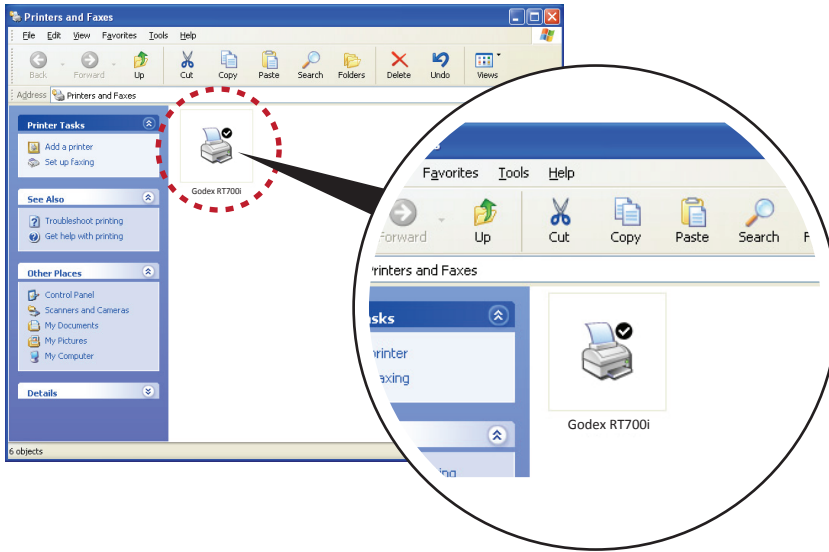 Printers and Faxes
File Edit View Favorites Tools Help
Back Forward Up Cut Copy Paste Search Folders Delete Undo Views
Address Printers and Faxes
Printer Tasks
Add a printer
Set up faxing
See Also
Troubleshoot printing
Get help with printing
Other Places
Control Panel
Scanners and Cameras
My Documents
My Pictures
My Computer
Details
Godex RT700i
6 objects
Favorites Tools Help
Forward Up Cut Copy Paste Search F
Printers and Faxes
asks
printer
axing
ing
Godex RT700i